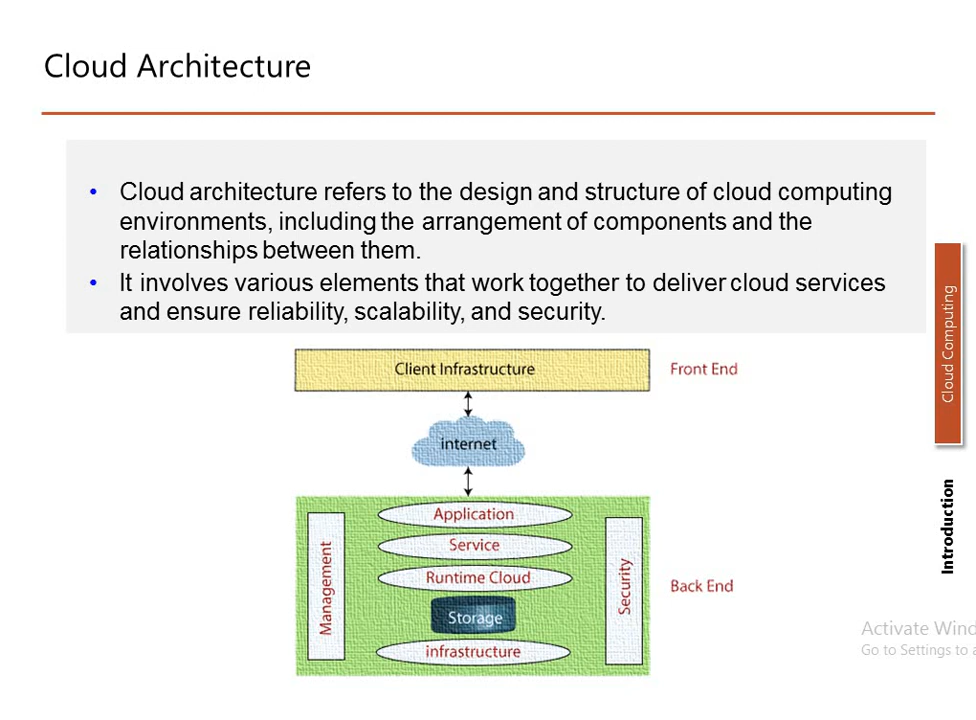 Cloud Architecture
• Cloud architecture refers to the design and structure of cloud computing
environments, including the arrangement of components and the
relationships between them.
• It involves various elements that work together to deliver cloud services
and ensure reliability, scalability, and security.
Client Infrastructure
Front End
internet
Application
Service
Runtime Cloud
Storage
infrastructure
Management
Security
Back End
Cloud Computing
Introduction
Activate Wind
Go to Settings to a